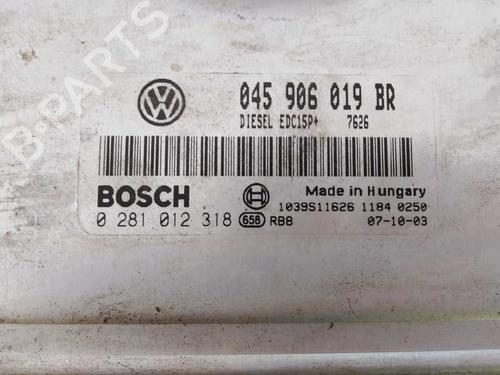 B-PARTS
VW 045 906 019 BR
DIESEL EDC15P+ 7626
BOSCH
Made in Hungary
1039S11626 1184 0250
0 281 012 318 658 RB8 07-10-03